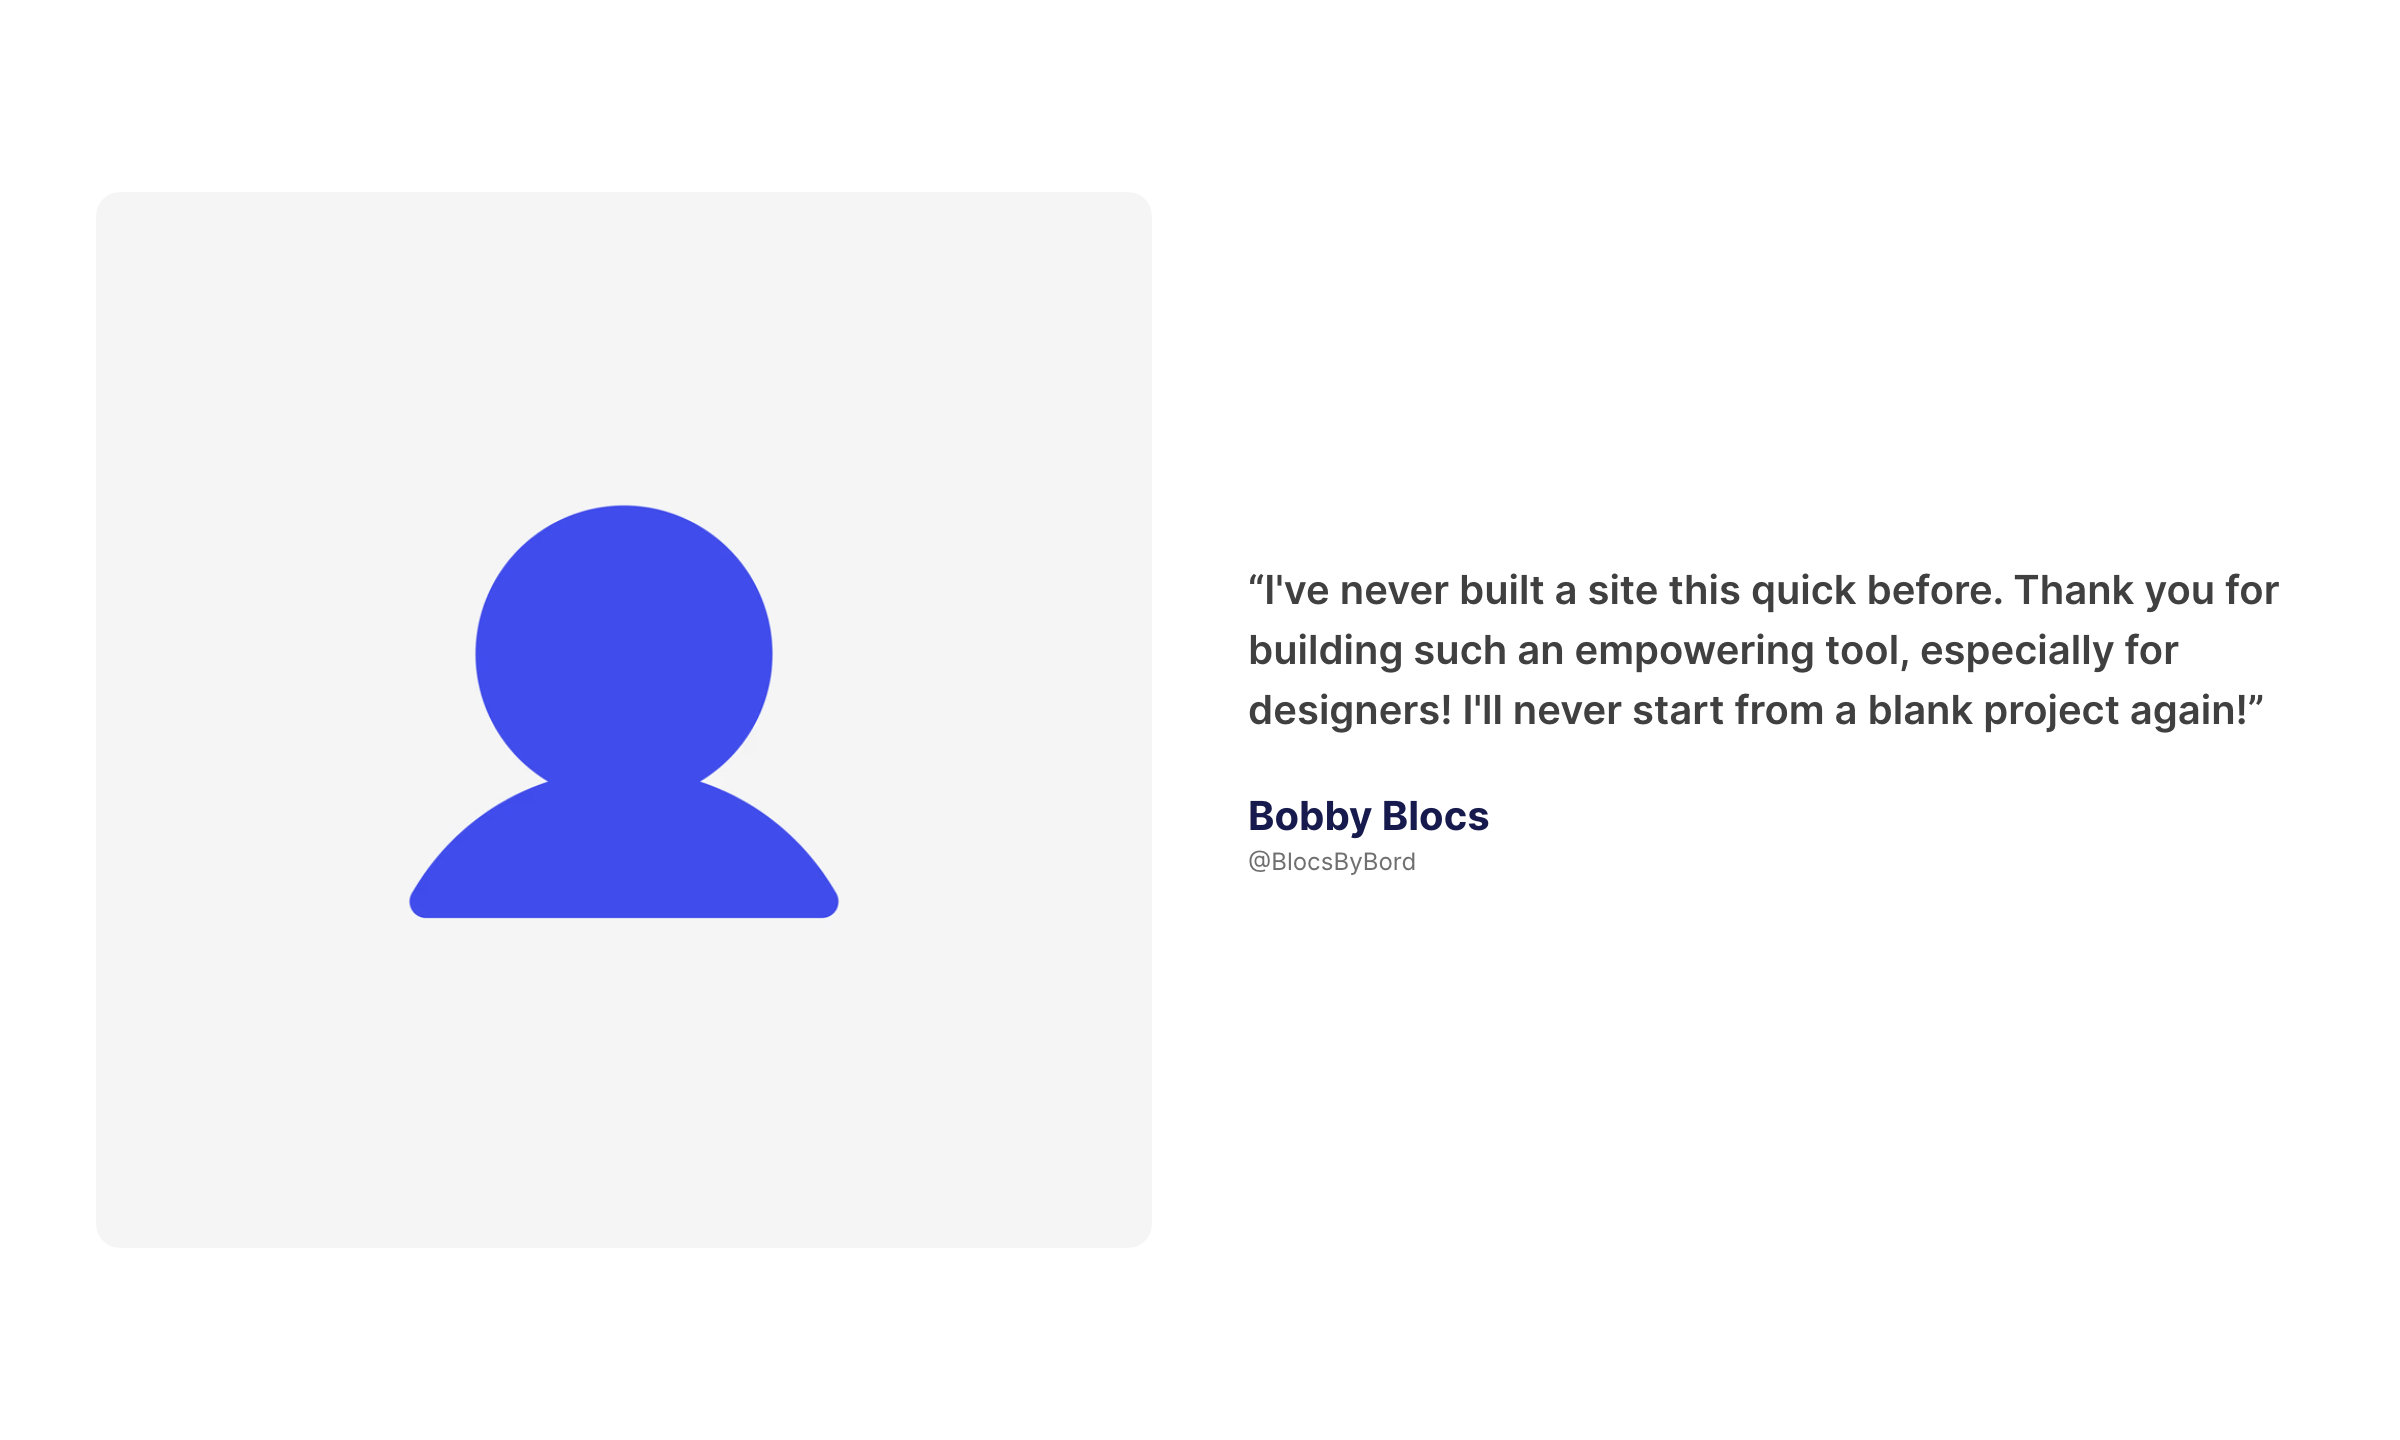 “I've never built a site this quick before. Thank you for
building such an empowering tool, especially for
designers! I'll never start from a blank project again!”
Bobby Blocs
@BlocsByBord